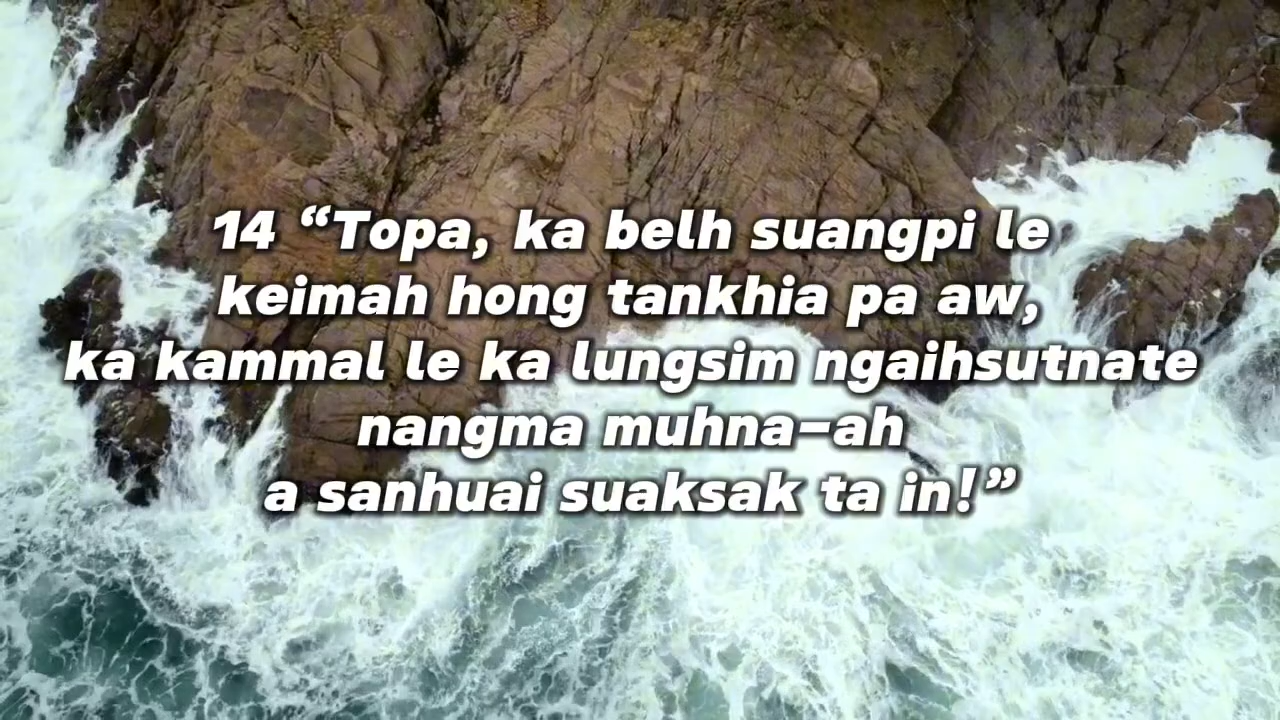 14 “Topa, ka belh suangpi le
keimah hong tankhia pa aw,
ka kammal le ka lungsim ngaihsutnate
nangma muhna-ah
a sanhuai suaksak ta in!”